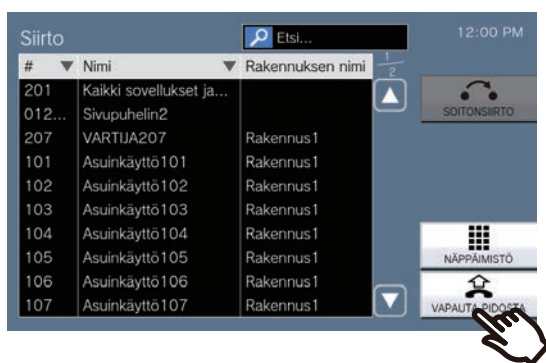 Siirto
Etsi...
12:00 PM
# Nimi Rakennuksen nimi
1/2
201 Kaikki sovellukset ja...
012... Sivupuhelin2
207 VARTIJA207 Rakennus1
101 Asuinkäyttö101 Rakennus1
102 Asuinkäyttö102 Rakennus1
103 Asuinkäyttö103 Rakennus1
104 Asuinkäyttö104 Rakennus1
105 Asuinkäyttö105 Rakennus1
106 Asuinkäyttö106 Rakennus1
107 Asuinkäyttö107 Rakennus1
SOITONSIIRTO
NÄPPÄIMISTÖ
VAPAUTA PIDOSTA